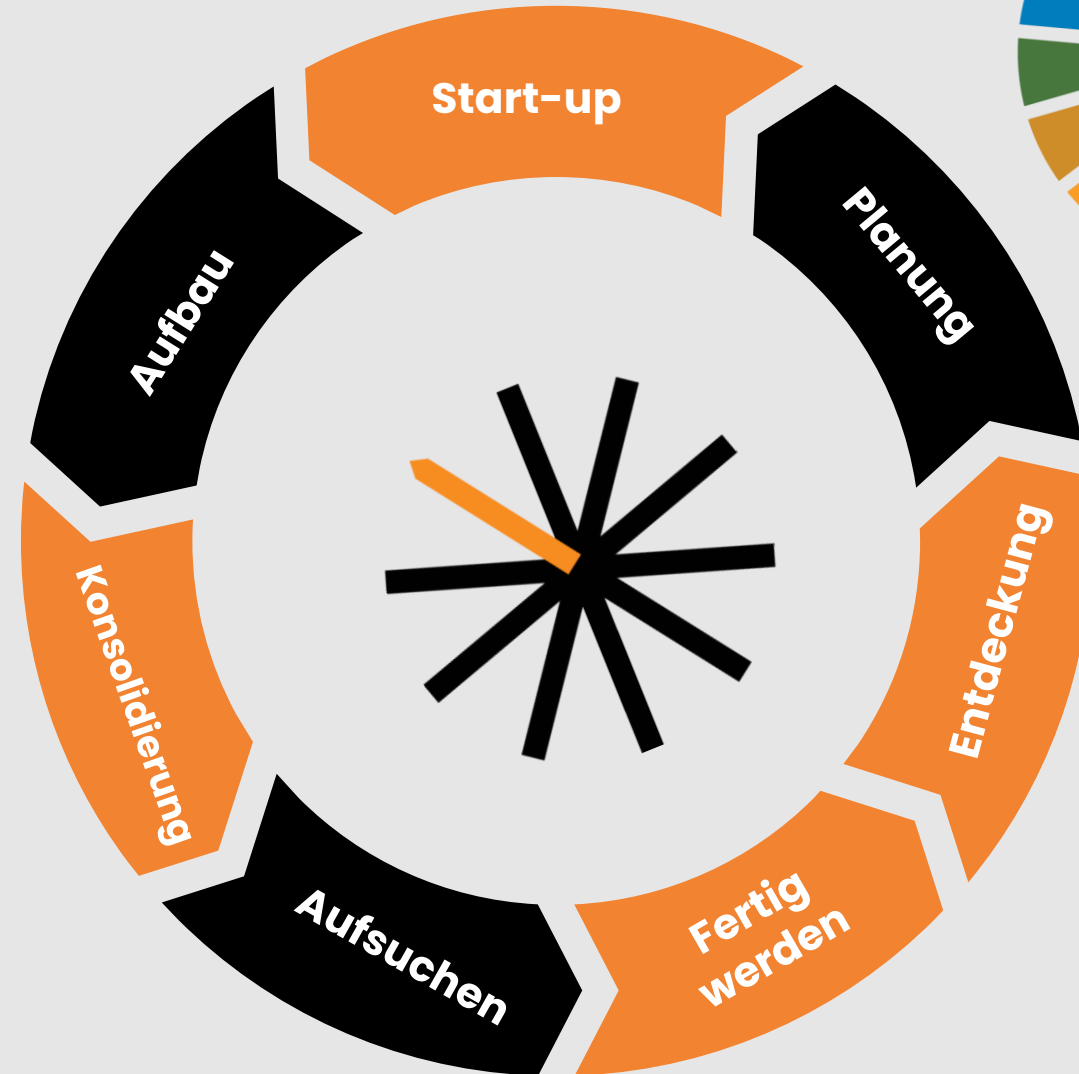 Start-up
Planung
Entdeckung
Fertig
werden
Aufsuchen
Konsolidierung
Aufbau